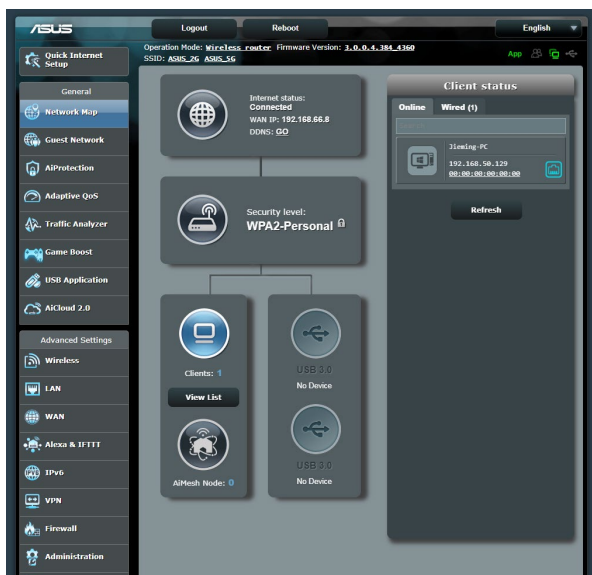 ASUS
Logout
Reboot
English
Quick Internet
Setup
Operation Mode: Wireless router Firmware Version: 3.0.0.4.384_4360
SSID: ASUS_2G ASUS_5G
App
General
Network Map
Guest Network
AiProtection
Adaptive QoS
Traffic Analyzer
Game Boost
USB Application
AiCloud 2.0
Advanced Settings
Wireless
LAN
WAN
Alexa & IFTTT
IPv6
VPN
Firewall
Administration
Internet status:
Connected
WAN IP: 192.168.66.8
DDNS: GO
Security level:
WPA2-Personal
Clients: 1
View List
AiMesh Node: 0
USB 3.0
No Device
USB 3.0
No Device
Client status
Online Wired (1)
Jieming-PC
192.168.50.129
00:00:00:00:00:00
Refresh